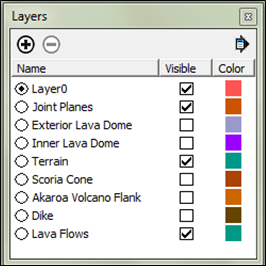 Layers
Name Visible Color
Layer0
Joint Planes
Exterior Lava Dome
Inner Lava Dome
Terrain
Scoria Cone
Akaroa Volcano Flank
Dike
Lava Flows